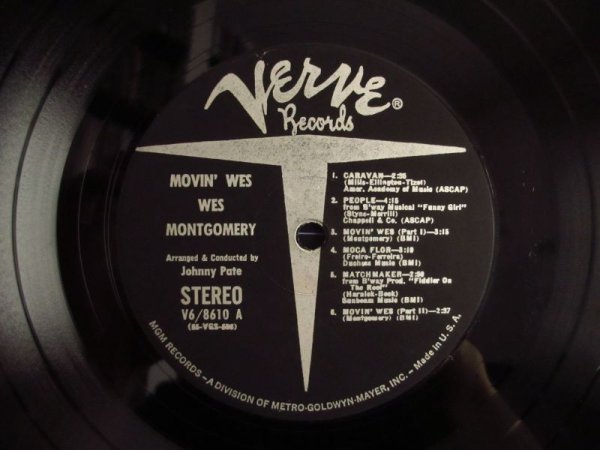 VERVE ®
Records
MOVIN' WES
WES
MONTGOMERY
Arranged & Conducted by
Johnny Pate
STEREO
V6/8610 A
(65-VGS-586)
1. CARAVAN—2:35
(Mills-Ellington-Tizol)
Amer. Academy of Music (ASCAP)
2. PEOPLE—4:15
from B'way Musical "Funny Girl"
(Styne-Merrill)
Chappell & Co. (ASCAP)
3. MOVIN' WES (Part I)—3:15
(Montgomery) (BMI)
4. MOCA FLOR—3:10
(Freire-Ferreira)
Duchess Music (BMI)
5. MATCHMAKER—2:50
from B'way Prod. "Fiddler On
The Roof"
(Harnick-Bock)
Sunbeam Music (BMI)
6. MOVIN' WES (Part II)—2:37
(Montgomery) (BMI)
MGM RECORDS—A DIVISION OF METRO-GOLDWYN-MAYER, INC.—Made in U.S.A.